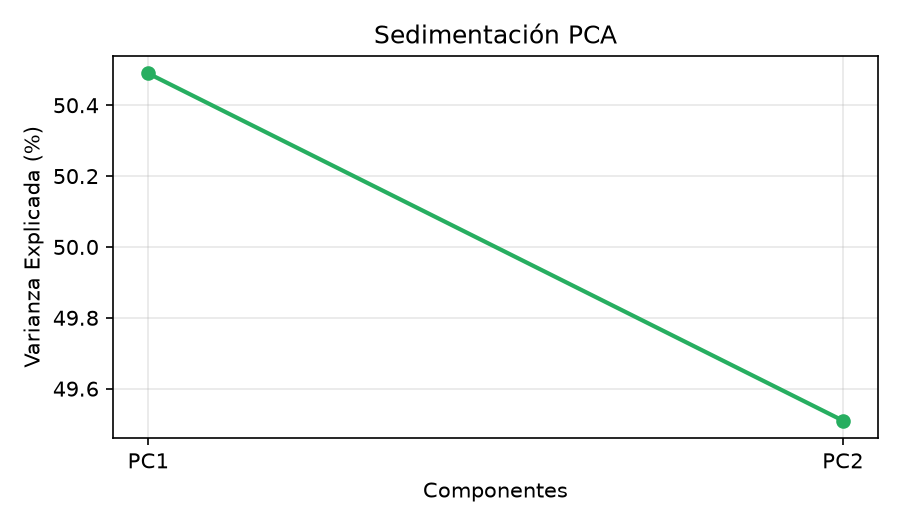 Sedimentación PCA
Varianza Explicada (%)
50.4
50.2
50.0
49.8
49.6
PC1
PC2
Componentes